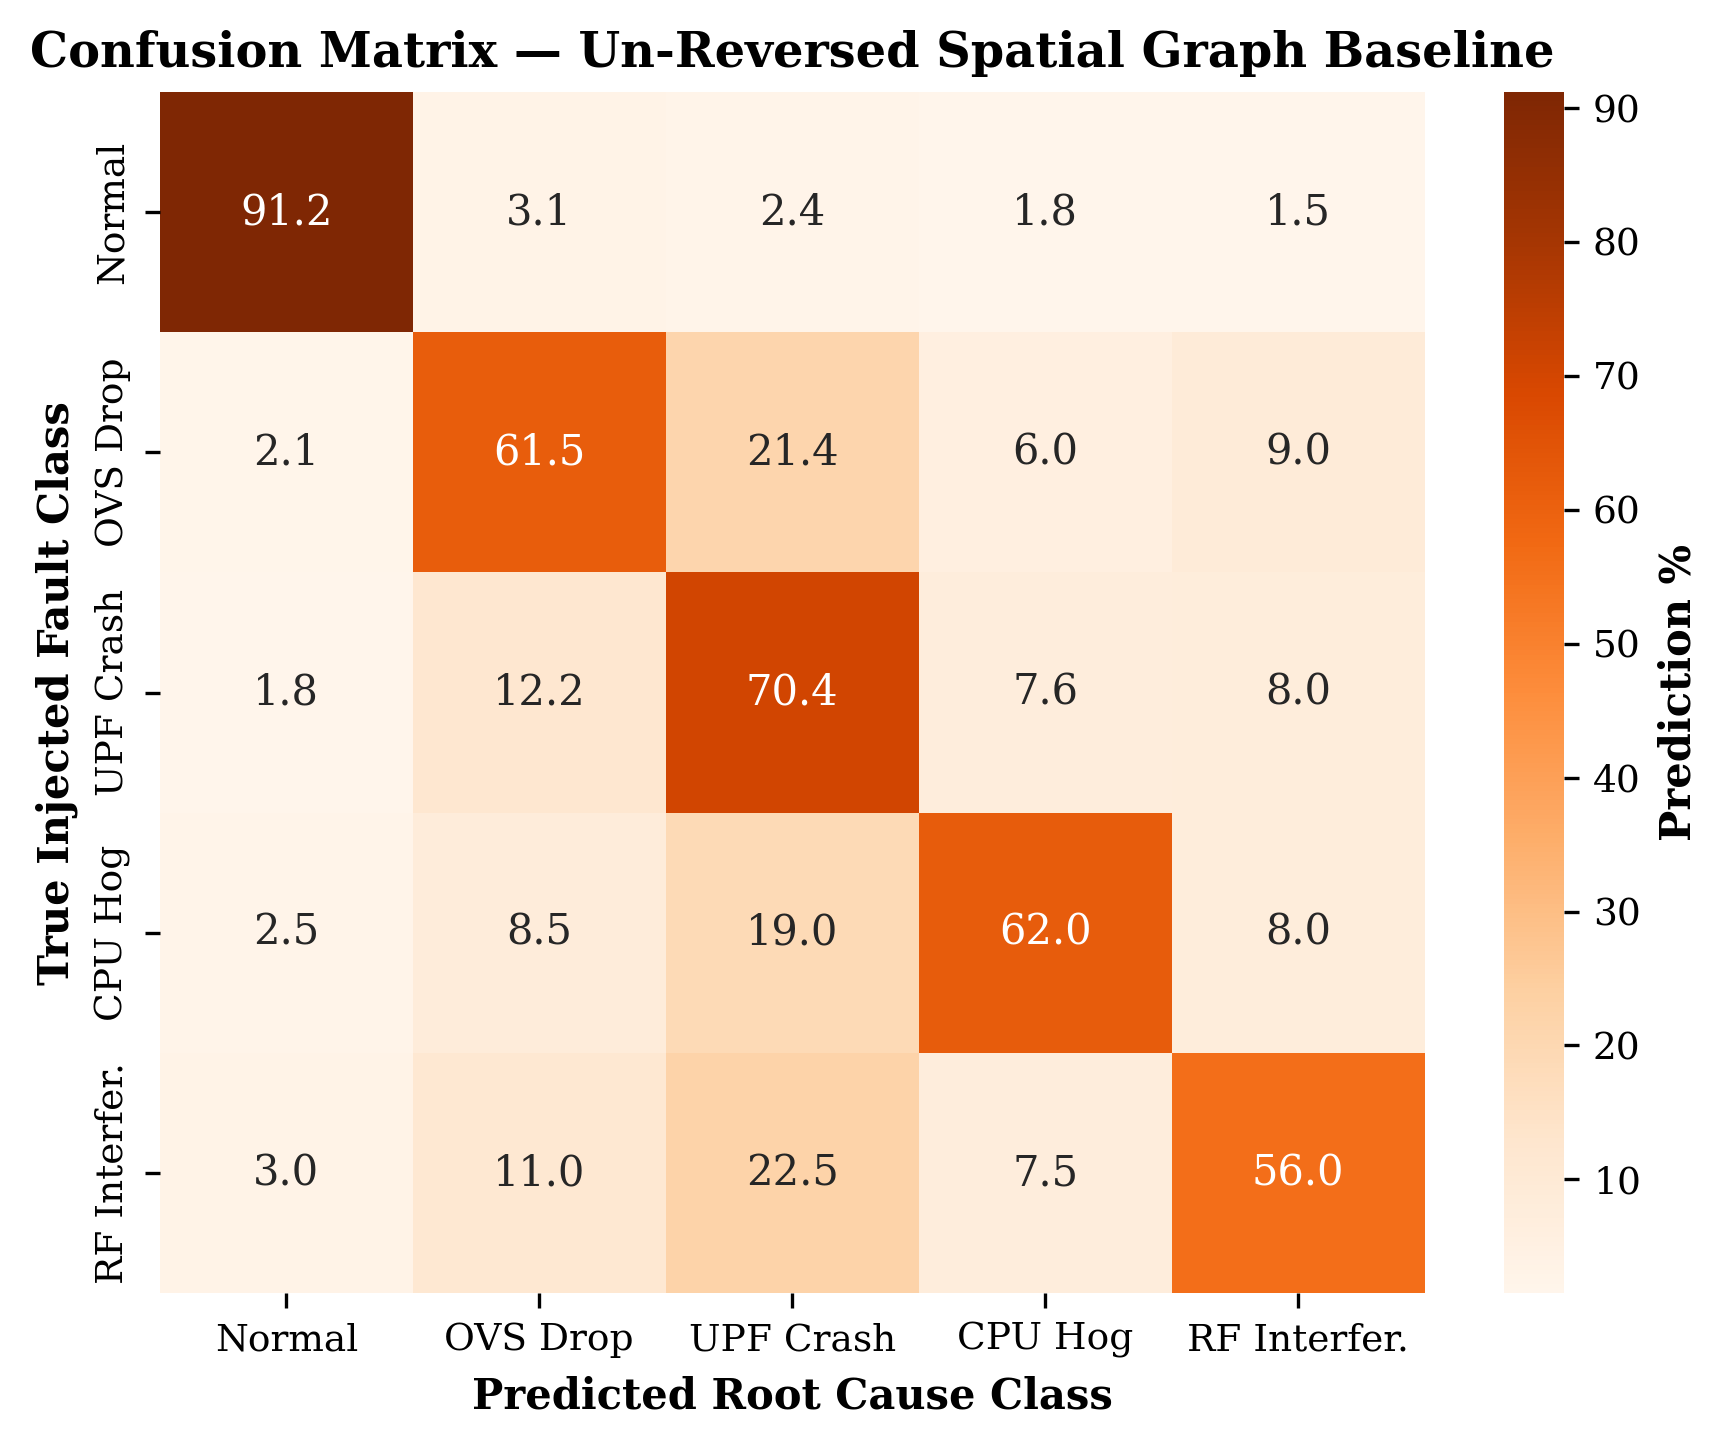 Confusion Matrix — Un-Reversed Spatial Graph Baseline
True Injected Fault Class
Normal
91.2 3.1 2.4 1.8 1.5
OVS Drop
2.1 61.5 21.4 6.0 9.0
UPF Crash
1.8 12.2 70.4 7.6 8.0
CPU Hog
2.5 8.5 19.0 62.0 8.0
RF Interfer.
3.0 11.0 22.5 7.5 56.0
Normal OVS Drop UPF Crash CPU Hog RF Interfer.
Predicted Root Cause Class
90
80
70
60
50
40
30
20
10
Prediction %